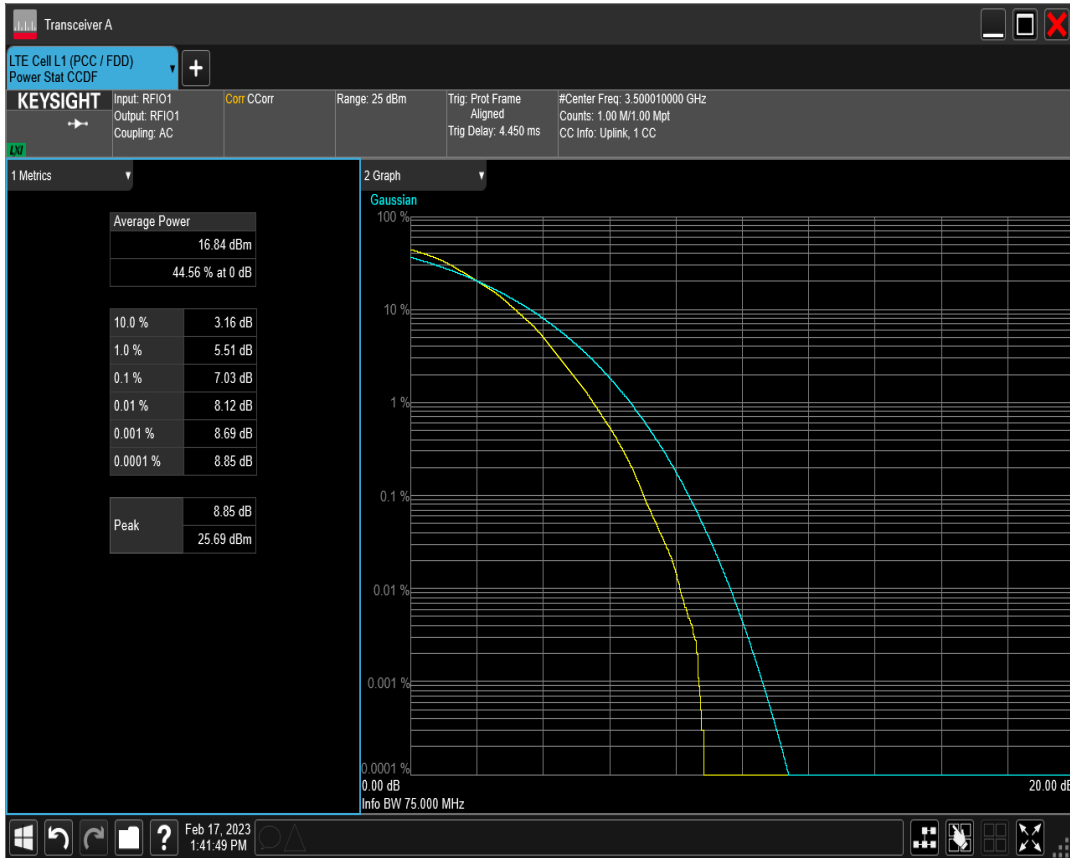 Transceiver A
LTE Cell L1 (PCC / FDD)
Power Stat CCDF
KEYSIGHT
LXI
Input: RFIO1
Output: RFIO1
Coupling: AC
Corr CCorr
Range: 25 dBm
Trig: Prot Frame
Aligned
Trig Delay: 4.450 ms
#Center Freq: 3.500010000 GHz
Counts: 1.00 M/1.00 Mpt
CC Info: Uplink, 1 CC
1 Metrics
Average Power
16.84 dBm
44.56 % at 0 dB
10.0 % 3.16 dB
1.0 % 5.51 dB
0.1 % 7.03 dB
0.01 % 8.12 dB
0.001 % 8.69 dB
0.0001 % 8.85 dB
Peak
8.85 dB
25.69 dBm
2 Graph
Gaussian
100 %
10 %
1 %
0.1 %
0.01 %
0.001 %
0.0001 %
0.00 dB 20.00 dB
Info BW 75.000 MHz
Feb 17, 2023
1:41:49 PM